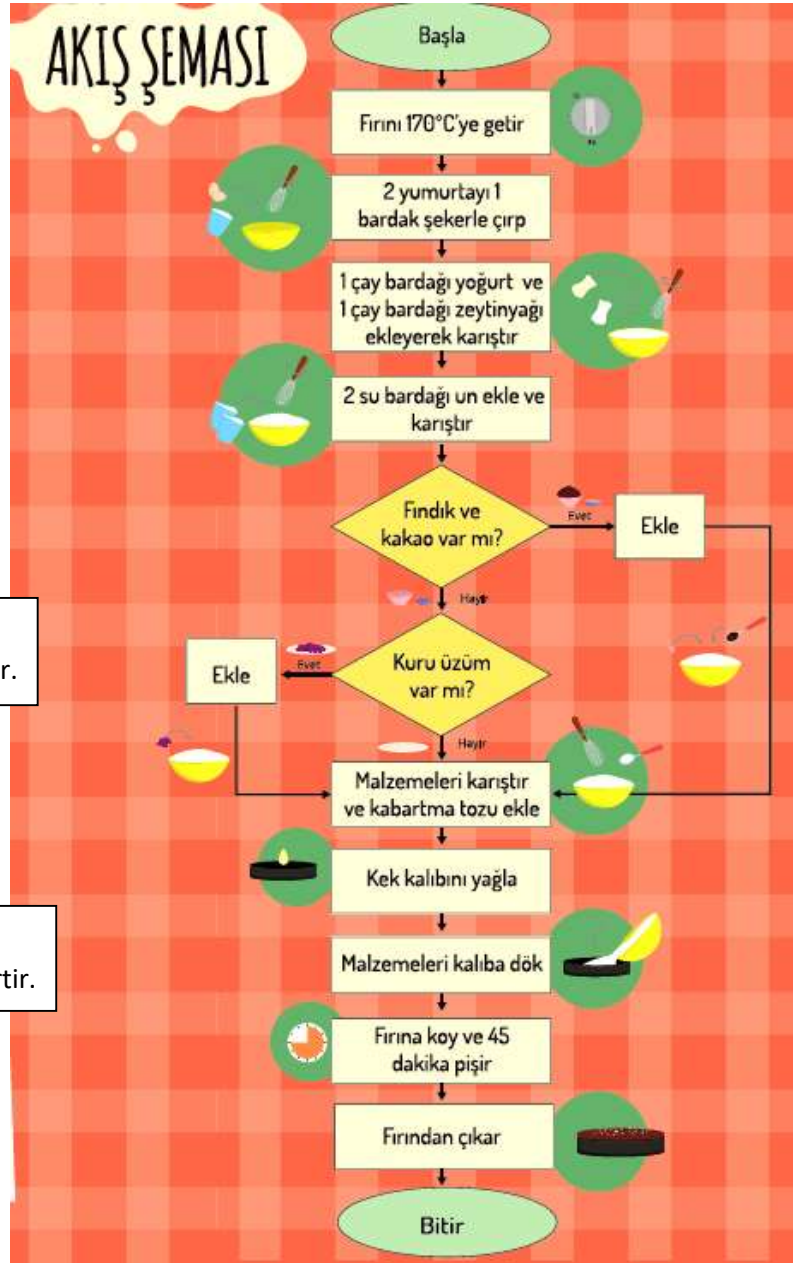 AKIŞ ŞEMASI
Başla
Fırını 170°C'ye getir
2 yumurtayı 1
bardak şekerle çırp
1 çay bardağı yoğurt ve
1 çay bardağı zeytinyağı
ekleyerek karıştır
2 su bardağı un ekle ve
karıştır
Fındık ve
kakao var mı?
Evet
Ekle
Hayır
Kuru üzüm
var mı?
Evet
Ekle
Hayır
Malzemeleri karıştır
ve kabartma tozu ekle
Kek kalıbını yağla
Malzemeleri kalıba dök
Fırına koy ve 45
dakika pişir
Fırından çıkar
Bitir